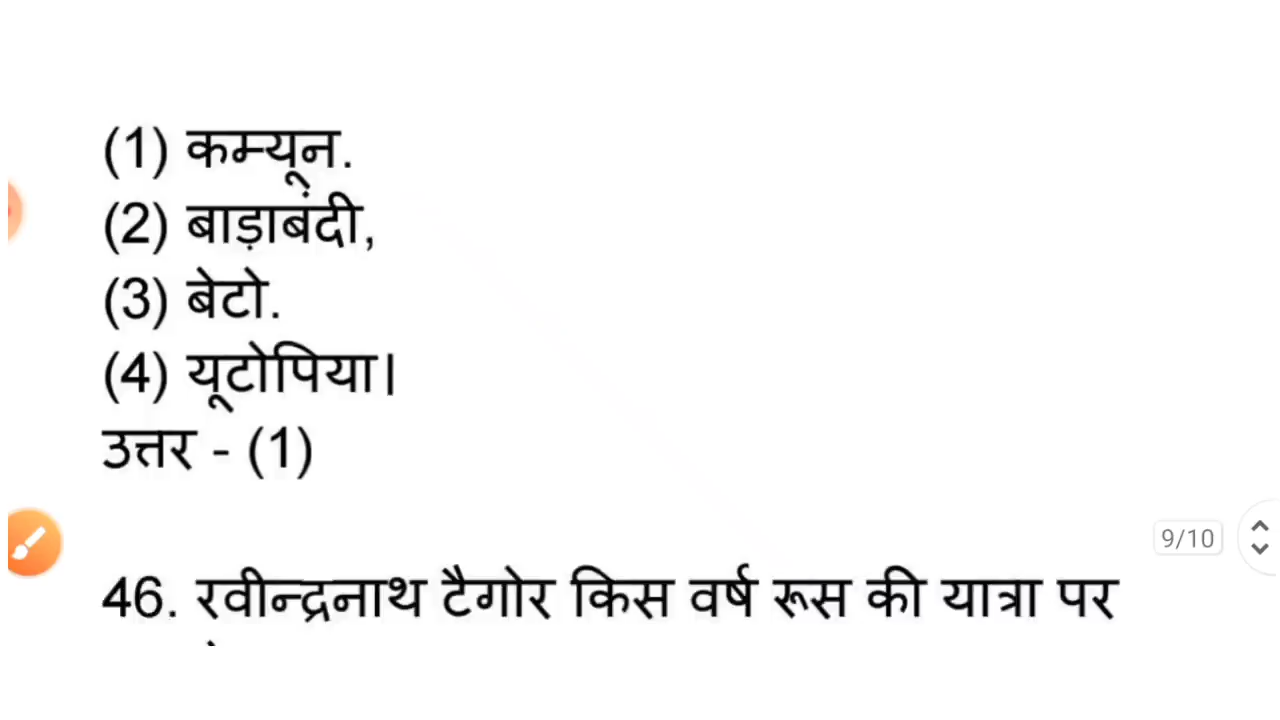 (1) कम्यून.
(2) बाड़ाबंदी,
(3) बेटो.
(4) यूटोपिया।
उत्तर - (1)
9/10
46. रवीन्द्रनाथ टैगोर किस वर्ष रूस की यात्रा पर